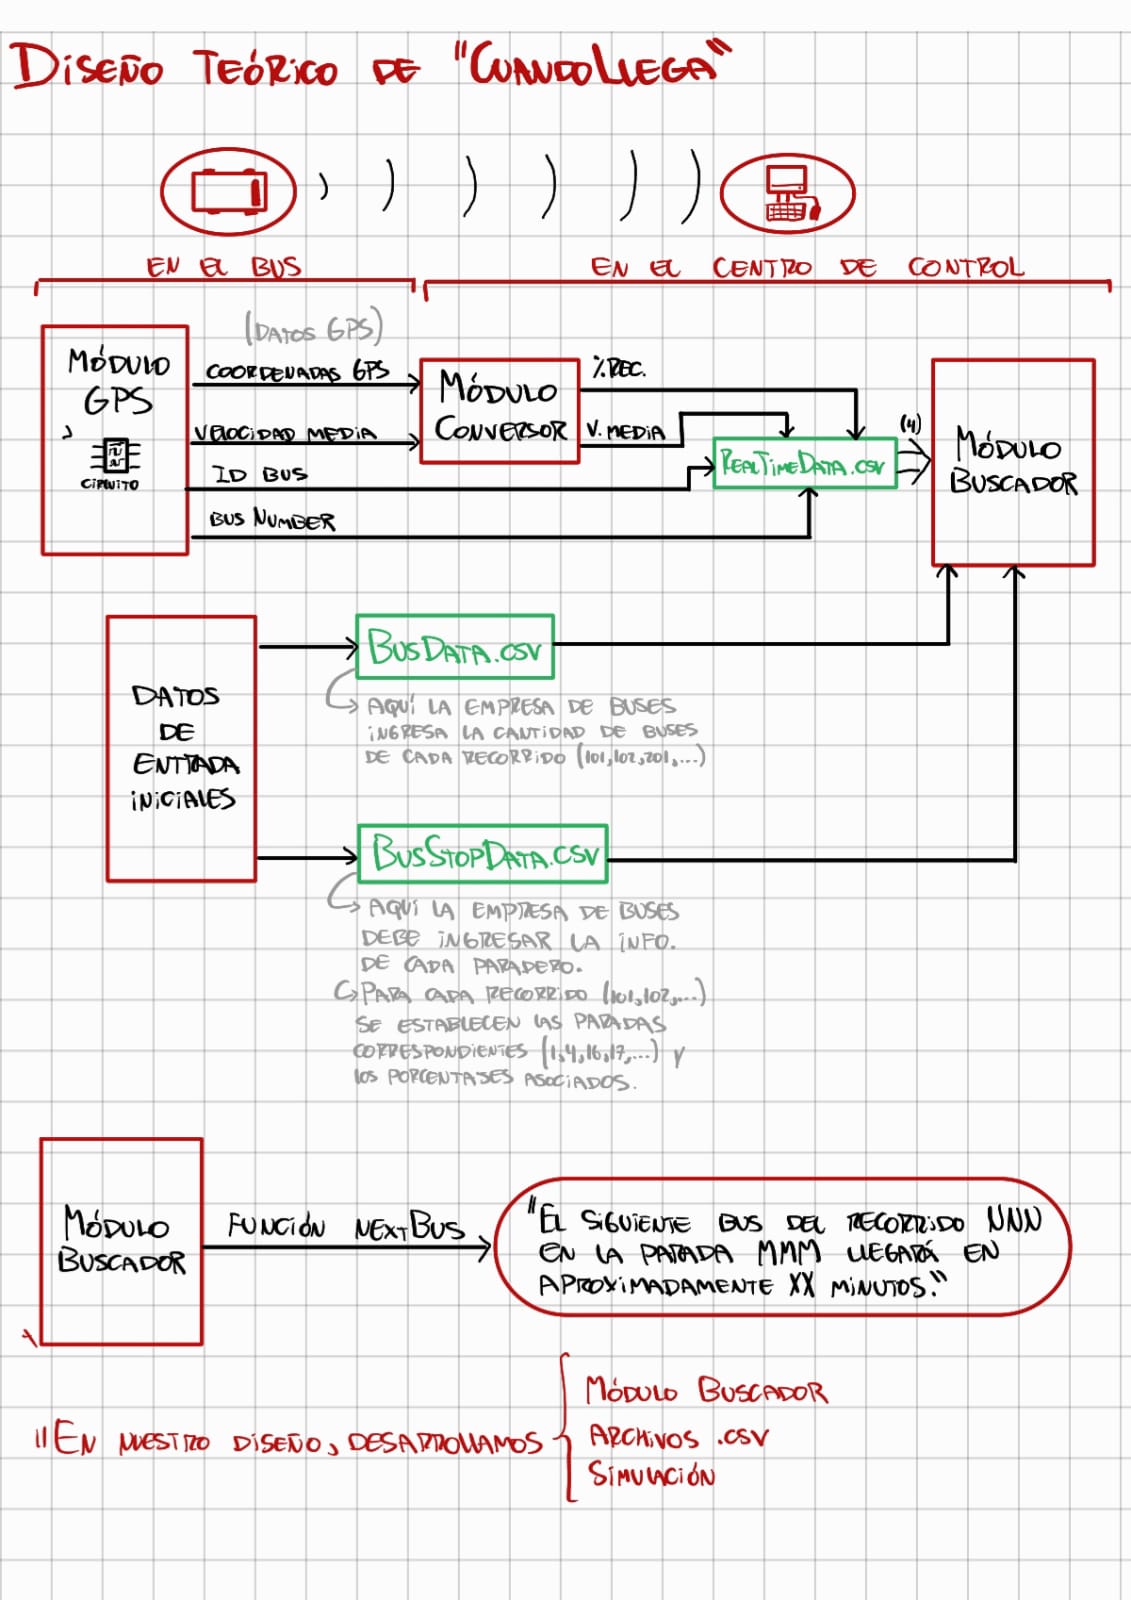 DISEÑO TEÓRICO DE "CUANDOLLEGA"
EN EL BUS
EN EL CENTRO DE CONTROL
(DATOS GPS)
MÓDULO
GPS
CIRCUITO
COORDENADAS GPS
VELOCIDAD MEDIA
ID BUS
BUS NUMBER
MÓDULO
CONVERSOR
%REC.
V. MEDIA
REALTIMEDATA.CSV
(4)
MÓDULO
BUSCADOR
DATOS
DE
ENTRADA
INICIALES
BUSDATA.CSV
AQUÍ LA EMPRESA DE BUSES
INGRESA LA CANTIDAD DE BUSES
DE CADA RECORRIDO (101,102,201,...)
BUSSTOPDATA.CSV
AQUÍ LA EMPRESA DE BUSES
DEBE INGRESAR LA INFO.
DE CADA PARADERO.
PARA CADA RECORRIDO (101,102,...)
SE ESTABLECEN LAS PARADAS
CORRESPONDIENTES (1,4,16,17,...) Y
LOS PORCENTAJES ASOCIADOS.
MÓDULO
BUSCADOR
FUNCIÓN NEXTBUS
"EL SIGUIENTE BUS DEL RECORRIDO NNN
EN LA PARADA MMM LLEGARÁ EN
APROXIMADAMENTE XX MINUTOS."
"EN NUESTRO DISEÑO, DESARROLLAMOS
MÓDULO BUSCADOR
ARCHIVOS .CSV
SIMULACIÓN